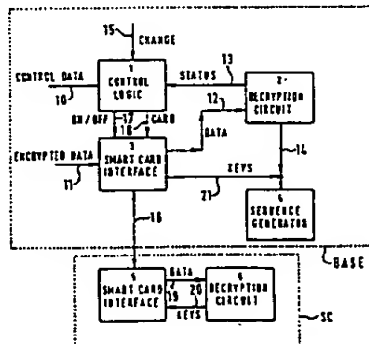 15
CHANGE
CONTROL DATA
10
1
CONTROL
LOGIC
STATUS
13
2
DECRYPTION
CIRCUIT
12
ON/OFF
17
18
CARD
DATA
14
ENCRYPTED DATA
11
3
SMART CARD
INTERFACE
KEYS
21
SEQUENCE
GENERATOR
16
BASE
SMART CARD
INTERFACE
DATA
19
20
KEYS
6
DECRYPTION
CIRCUIT
SC